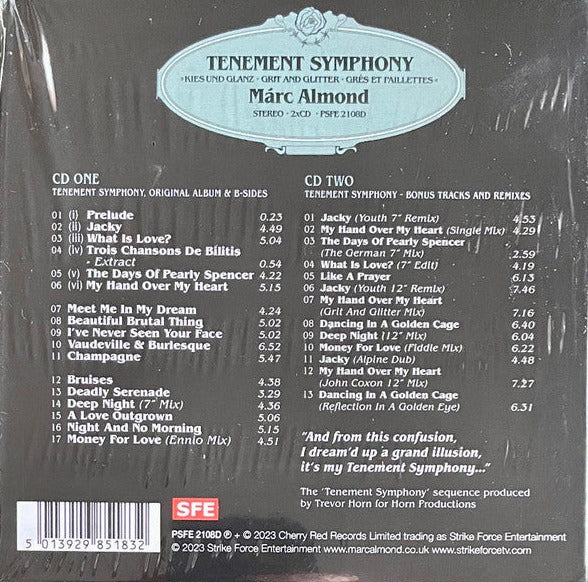 TENEMENT SYMPHONY
»KIES UND GLANZ · GRIT AND GLITTER · GRÉS ET PAILLETTES«
Márc Almond
STEREO · 2xCD · PSFE 2108D
CD ONE
TENEMENT SYMPHONY, ORIGINAL ALBUM & B-SIDES
01 (i) Prelude 0.23
02 (ii) Jacky 4.49
03 (iii) What Is Love? 5.04
04 (iv) Trois Chansons De Bilitis
- Extract 0.54
05 (v) The Days Of Pearly Spencer 4.22
06 (vi) My Hand Over My Heart 5.15
07 Meet Me In My Dream 4.24
08 Beautiful Brutal Thing 5.02
09 I've Never Seen Your Face 5.02
10 Vaudeville & Burlesque 6.52
11 Champagne 5.47
12 Bruises 4.38
13 Deadly Serenade 3.29
14 Deep Night (7" Mix) 4.36
15 A Love Outgrown 5.06
16 Night And No Morning 5.15
17 Money For Love (Ennio Mix) 4.51
CD TWO
TENEMENT SYMPHONY - BONUS TRACKS AND REMIXES
01 Jacky (Youth 7" Remix) 4.53
02 My Hand Over My Heart (Single Mix) 4.29
03 The Days Of Pearly Spencer
(The German 7" Mix) 2.59
04 What Is Love? (7" Edit) 4.19
05 Like A Prayer 6.13
06 Jacky (Youth 12" Remix) 7.46
07 My Hand Over My Heart
(Grit And Glitter Mix) 7.16
08 Dancing In A Golden Cage 6.40
09 Deep Night (12" Mix) 6.04
10 Money For Love (Fiddle Mix) 6.22
11 Jacky (Alpine Dub) 4.48
12 My Hand Over My Heart
(John Coxon 12" Mix) 7.27
13 Dancing In A Golden Cage
(Reflection In A Golden Eye) 6.31
"And from this confusion,
I dream'd up a grand illusion,
it's my Tenement Symphony..."
The 'Tenement Symphony' sequence produced
by Trevor Horn for Horn Productions
SFE
PSFE 2108D ℗ + © 2023 Cherry Red Records Limited trading as Strike Force Entertainment
© 2023 Strike Force Entertainment www.marcalmond.co.uk www.strikeforcetv.com
5 013929 851832